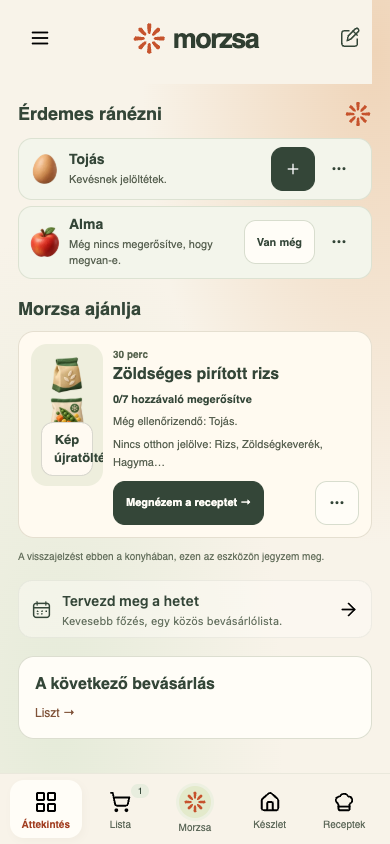 morzsa
Érdemes ránézni
Tojás
Kevésnek jelöltétek.
Alma
Még nincs megerősítve, hogy
megvan-e.
Van még
Morzsa ajánlja
30 perc
Zöldséges pirított rizs
0/7 hozzávaló megerősítve
Még ellenőrizendő: Tojás.
Nincs otthon jelölve: Rizs, Zöldségkeverék,
Hagyma…
Kép
újratölté
Megnézem a receptet →
A visszajelzést ebben a konyhában, ezen az eszközön jegyzem meg.
Tervezd meg a hetet
Kevesebb főzés, egy közös bevásárlólista.
A következő bevásárlás
Liszt →
1
Áttekintés
Lista
Morzsa
Készlet
Receptek